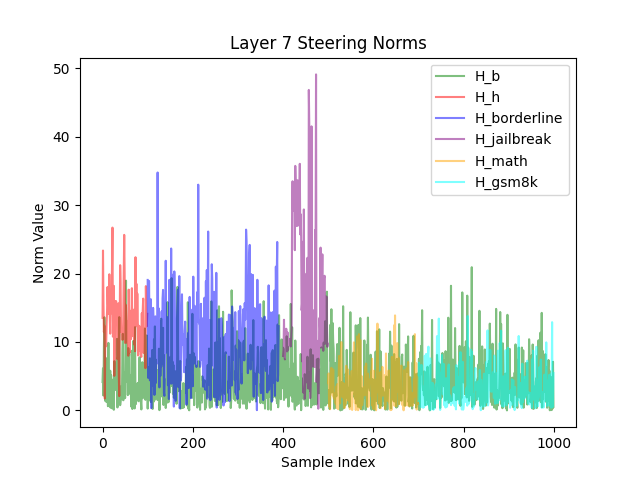 Layer 7 Steering Norms
50
40
30
20
10
0
Norm Value
H_b
H_h
H_borderline
H_jailbreak
H_math
H_gsm8k
0
200
400
600
800
1000
Sample Index